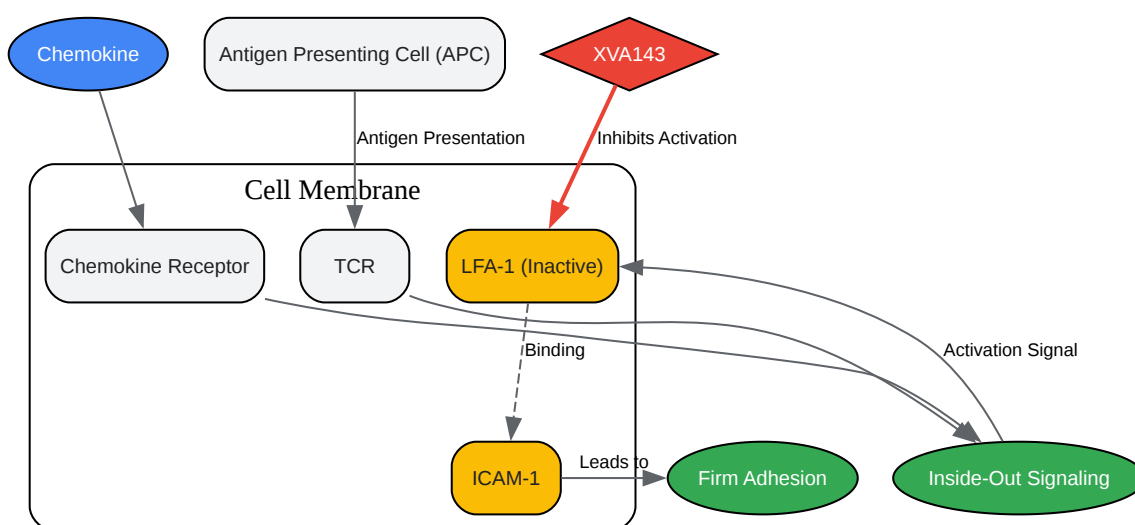 Chemokine
Antigen Presenting Cell (APC)
XVA143
Antigen Presentation
Inhibits Activation
Cell Membrane
Chemokine Receptor
TCR
LFA-1 (Inactive)
Binding
Activation Signal
ICAM-1
Leads to
Firm Adhesion
Inside-Out Signaling